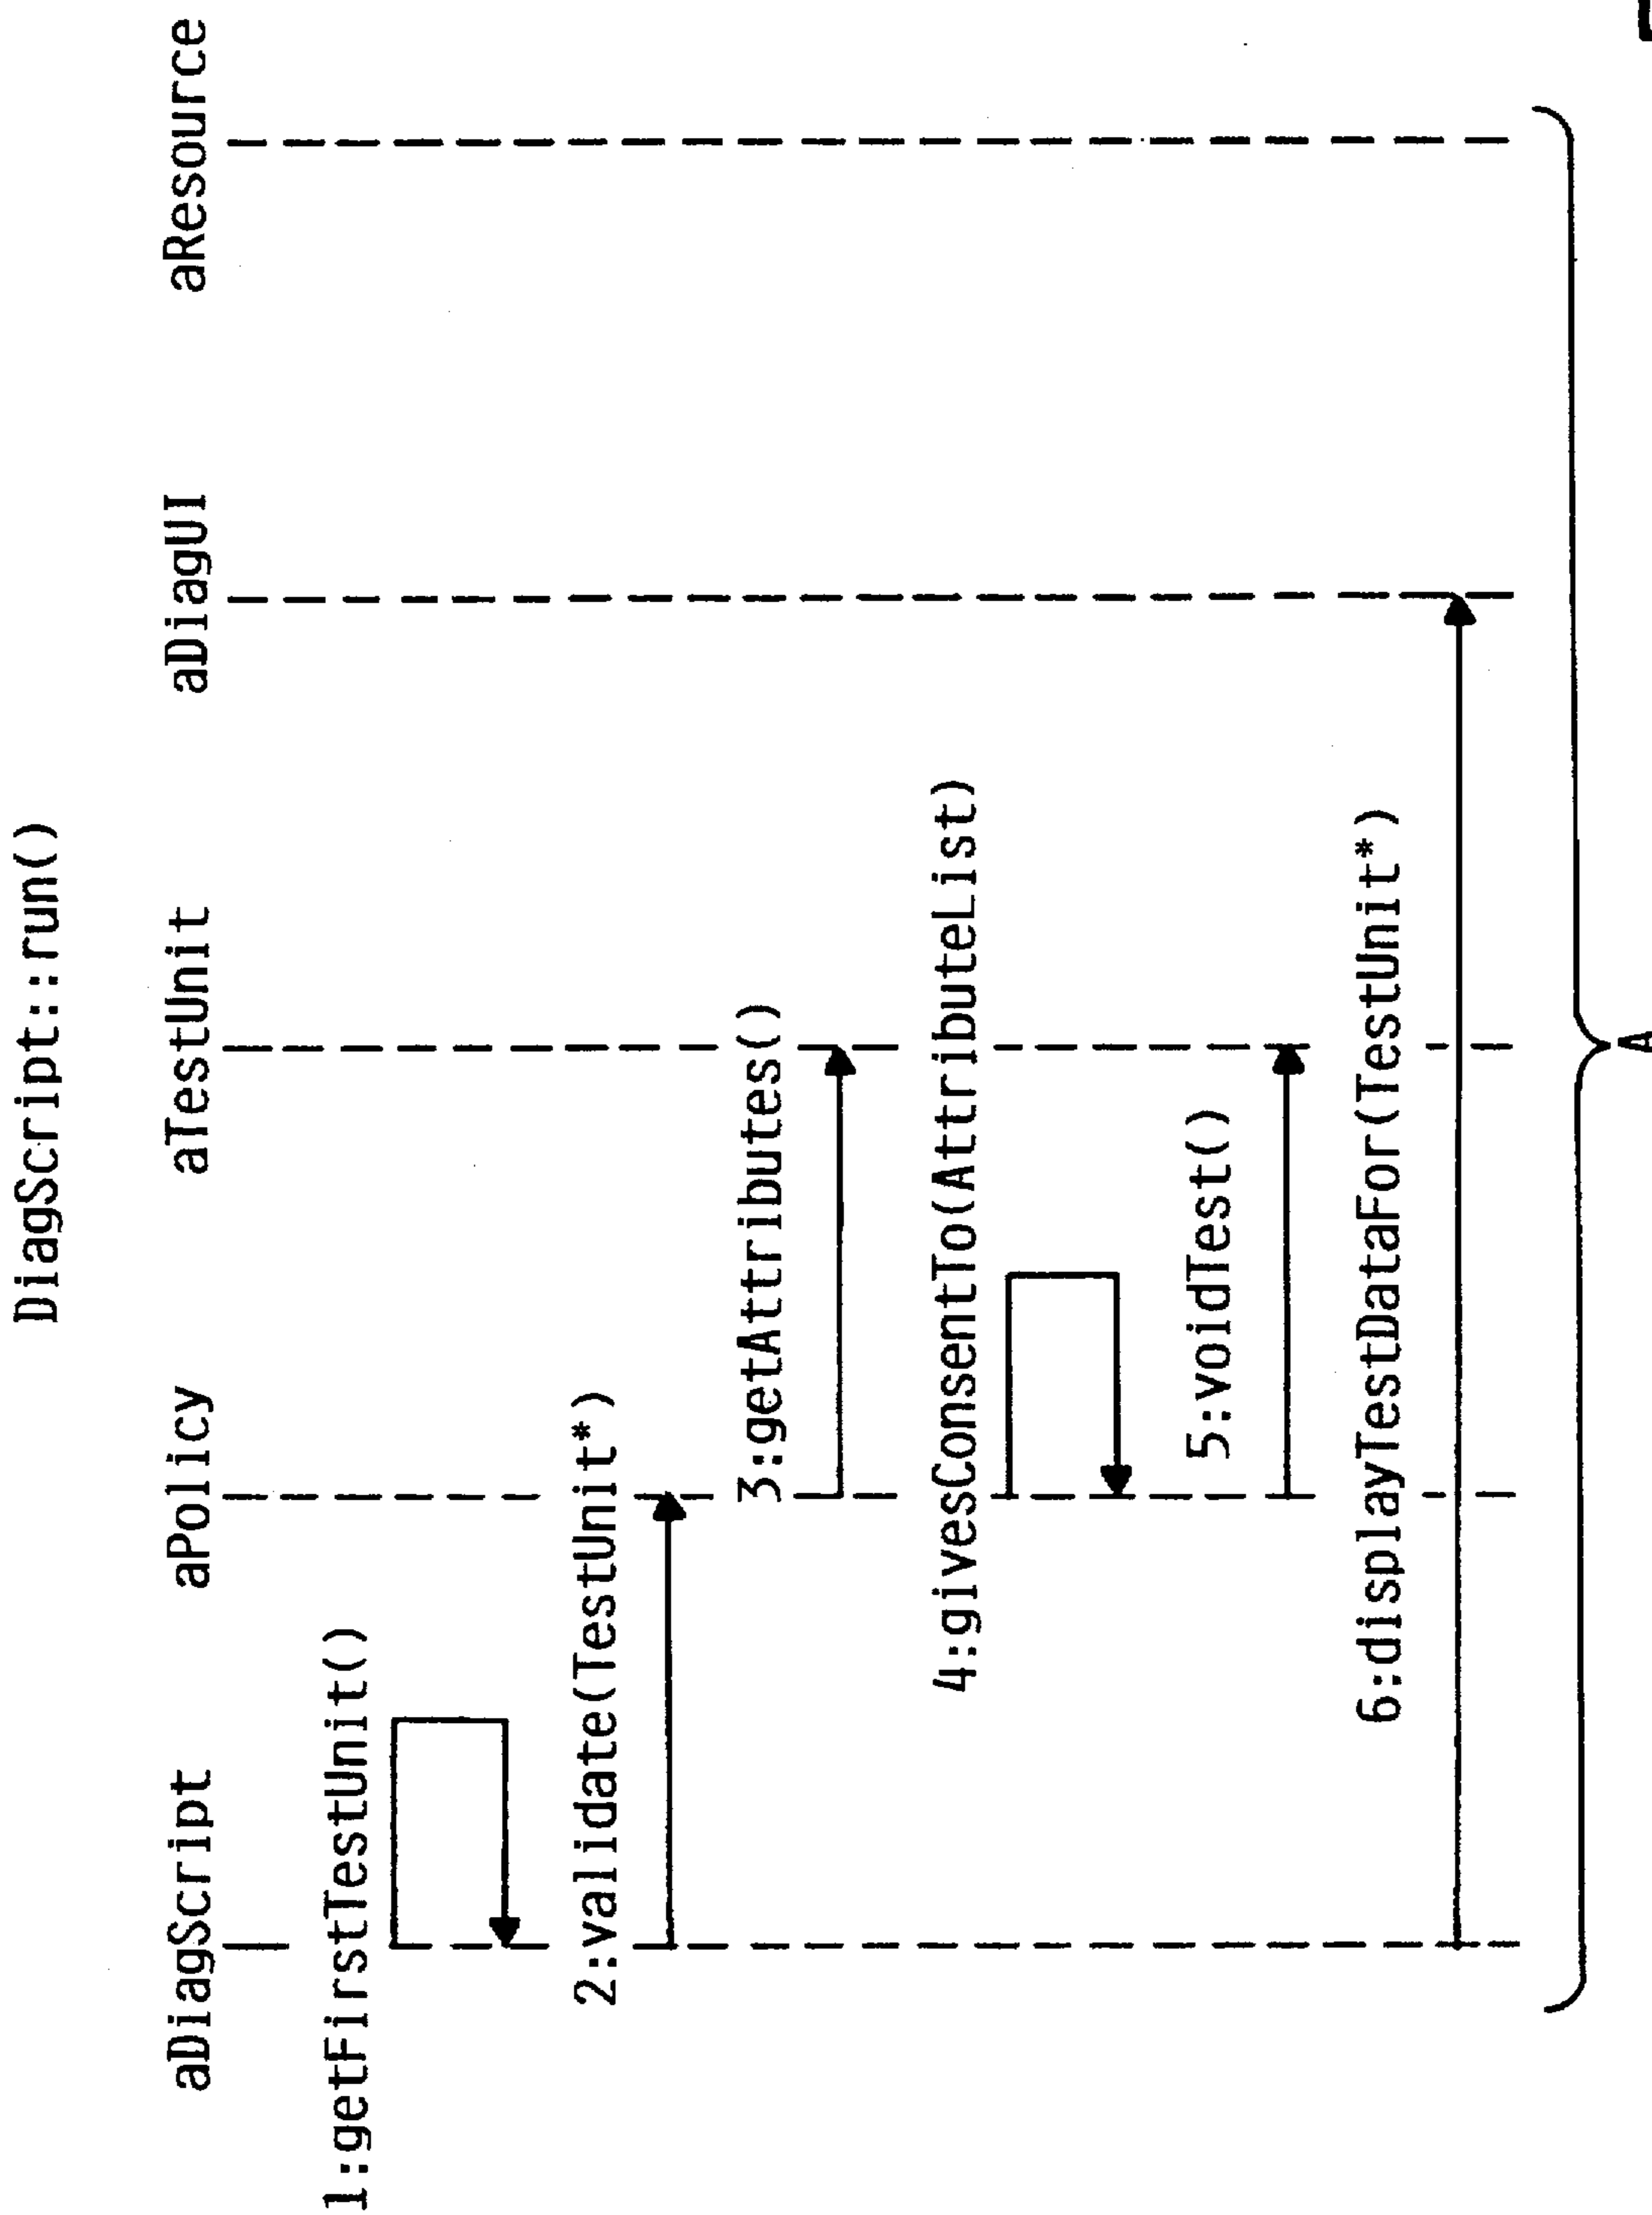 DiagScript::run()
aDiagScript aPolicy aTestUnit aDiagUI aResource
1:getFirstTestUnit()
2:validate(TestUnit*)
3:getAttributes()
4:givesConsentTo(AttributeList)
5:voidTest()
6:displayTestDataFor(TestUnit*)